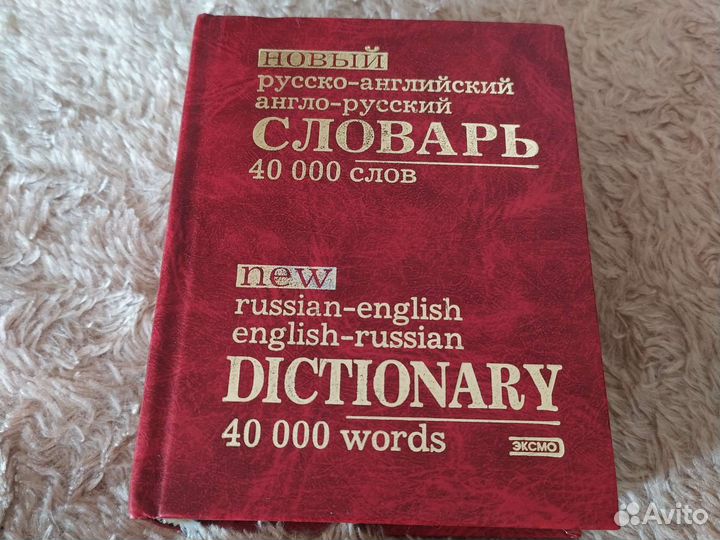 новый
русско-английский
англо-русский
СЛОВАРЬ
40 000 слов
new
russian-english
english-russian
DICTIONARY
40 000 words
ЭКСМО
Avito